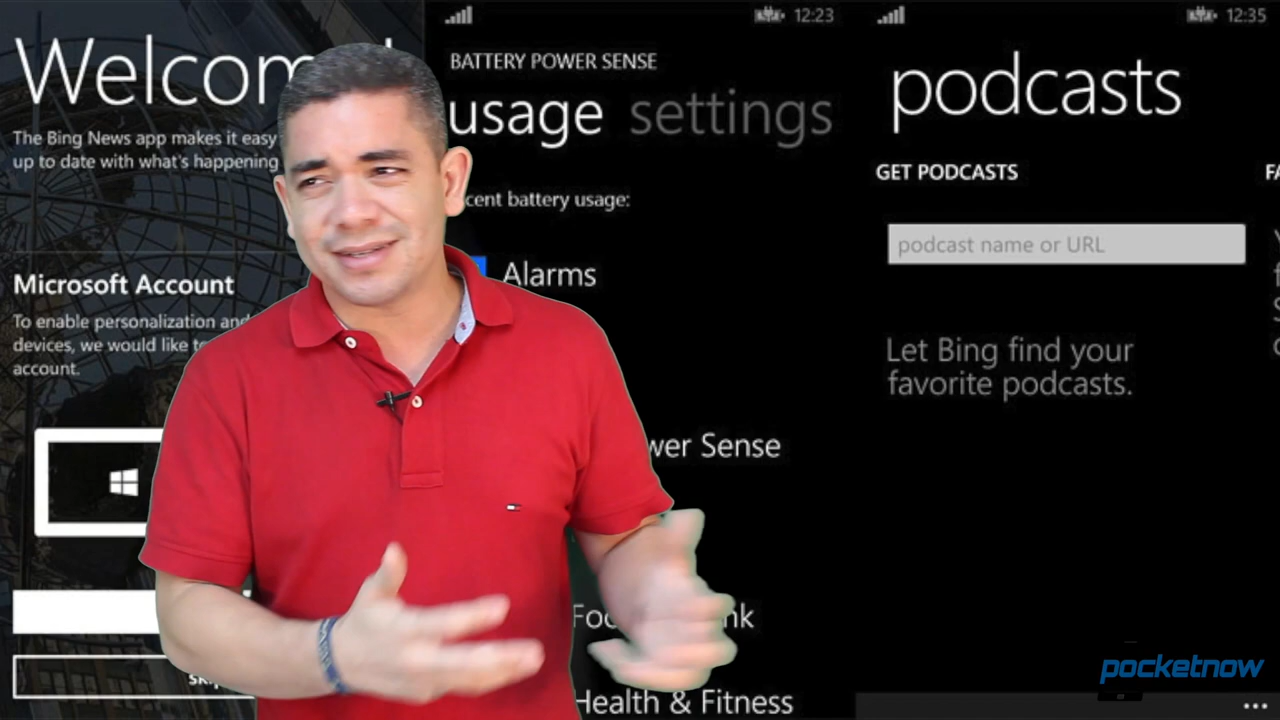 Welcom
The Bing News app makes it easy
up to date with what's happening
Microsoft Account
To enable personalization and
devices, we would like to
account.
12:23
BATTERY POWER SENSE
usage settings
cent battery usage:
Alarms
wer Sense
Foo nk
Health & Fitness
12:35
podcasts
GET PODCASTS
FA
podcast name or URL
Let Bing find your
favorite podcasts.
pocketnow